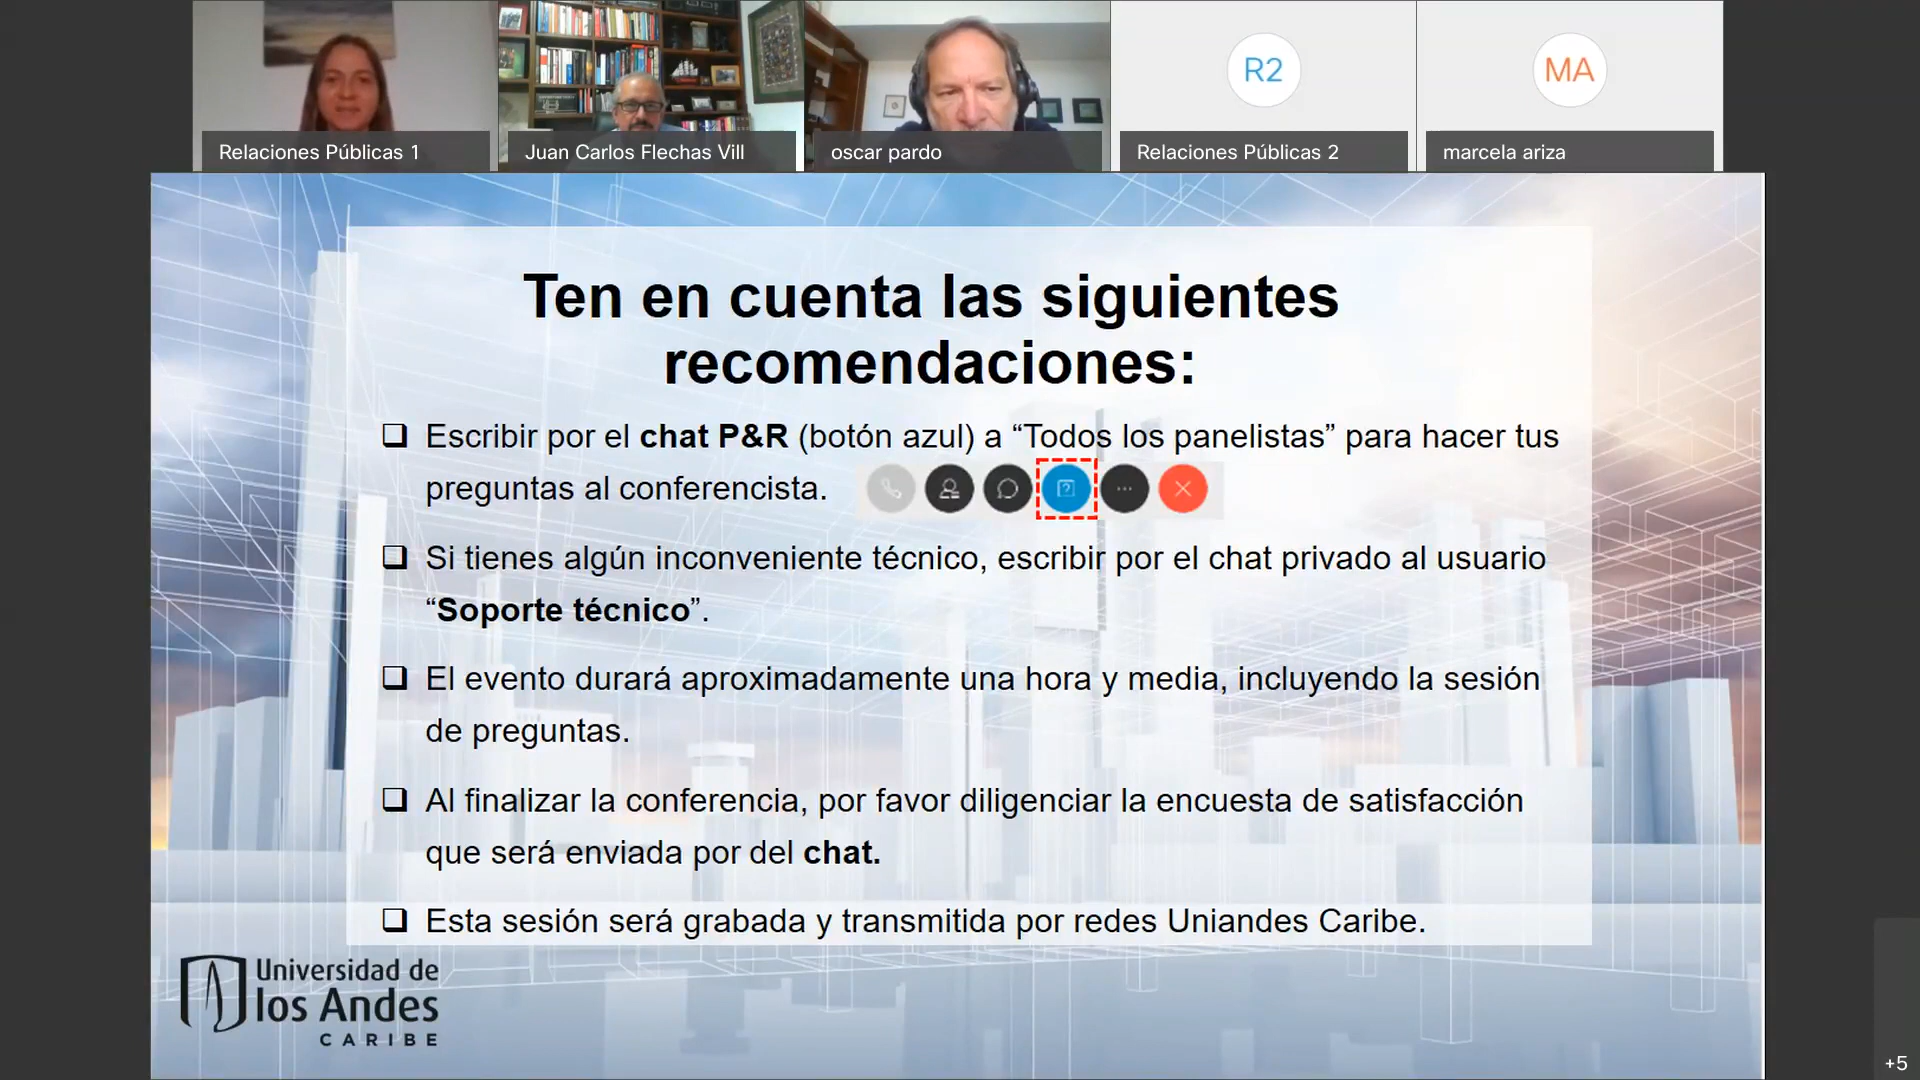 Relaciones Públicas 1
Juan Carlos Flechas Vill
oscar pardo
R2
Relaciones Públicas 2
MA
marcela ariza
Ten en cuenta las siguientes
recomendaciones:
Escribir por el chat P&R (botón azul) a “Todos los panelistas” para hacer tus
preguntas al conferencista.
Si tienes algún inconveniente técnico, escribir por el chat privado al usuario
“Soporte técnico”.
El evento durará aproximadamente una hora y media, incluyendo la sesión
de preguntas.
Al finalizar la conferencia, por favor diligenciar la encuesta de satisfacción
que será enviada por del chat.
Esta sesión será grabada y transmitida por redes Uniandes Caribe.
Universidad de
los Andes
CARIBE
+5